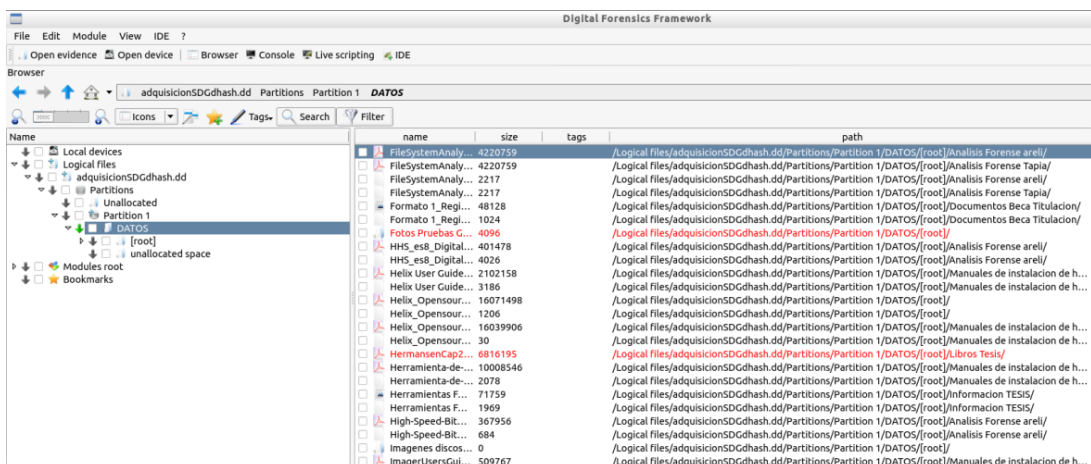 Digital Forensics Framework
File Edit Module View IDE ?
Open evidence Open device Browser Console Live scripting IDE
Browser
adquisicionSDGdhash.dd Partitions Partition 1 DATOS
Icons Tags Search Filter
Name
Local devices
Logical files
adquisicionSDGdhash.dd
Partitions
Unallocated
Partition 1
DATOS
[root]
unallocated space
Modules root
Bookmarks
name size tags path
FileSystemAnaly... 4220759 /Logical files/adquisicionSDGdhash.dd/Partitions/Partition 1/DATOS/[root]/Analisis Forense areli/
FileSystemAnaly... 4220759 /Logical files/adquisicionSDGdhash.dd/Partitions/Partition 1/DATOS/[root]/Analisis Forense Tapia/
FileSystemAnaly... 2217 /Logical files/adquisicionSDGdhash.dd/Partitions/Partition 1/DATOS/[root]/Analisis Forense areli/
FileSystemAnaly... 2217 /Logical files/adquisicionSDGdhash.dd/Partitions/Partition 1/DATOS/[root]/Analisis Forense Tapia/
Formato 1_Regi... 48128 /Logical files/adquisicionSDGdhash.dd/Partitions/Partition 1/DATOS/[root]/Documentos Beca Titulacion/
Formato 1_Regi... 1024 /Logical files/adquisicionSDGdhash.dd/Partitions/Partition 1/DATOS/[root]/Documentos Beca Titulacion/
Fotos Pruebas G... 4096 /Logical files/adquisicionSDGdhash.dd/Partitions/Partition 1/DATOS/[root]/
HHS_es8_Digital... 401478 /Logical files/adquisicionSDGdhash.dd/Partitions/Partition 1/DATOS/[root]/Analisis Forense areli/
HHS_es8_Digital... 4026 /Logical files/adquisicionSDGdhash.dd/Partitions/Partition 1/DATOS/[root]/Analisis Forense areli/
Helix User Guide... 2102158 /Logical files/adquisicionSDGdhash.dd/Partitions/Partition 1/DATOS/[root]/Manuales de instalacion de h...
Helix User Guide... 3186 /Logical files/adquisicionSDGdhash.dd/Partitions/Partition 1/DATOS/[root]/Manuales de instalacion de h...
Helix_Opensour... 16071498 /Logical files/adquisicionSDGdhash.dd/Partitions/Partition 1/DATOS/[root]/
Helix_Opensour... 1206 /Logical files/adquisicionSDGdhash.dd/Partitions/Partition 1/DATOS/[root]/
Helix_Opensour... 16039906 /Logical files/adquisicionSDGdhash.dd/Partitions/Partition 1/DATOS/[root]/Manuales de instalacion de h...
Helix_Opensour... 30 /Logical files/adquisicionSDGdhash.dd/Partitions/Partition 1/DATOS/[root]/Manuales de instalacion de h...
HermansenCap2... 6816195 /Logical files/adquisicionSDGdhash.dd/Partitions/Partition 1/DATOS/[root]/Libros Tesis/
Herramienta-de-... 10008546 /Logical files/adquisicionSDGdhash.dd/Partitions/Partition 1/DATOS/[root]/Manuales de instalacion de h...
Herramienta-de-... 2078 /Logical files/adquisicionSDGdhash.dd/Partitions/Partition 1/DATOS/[root]/Manuales de instalacion de h...
Herramientas F... 71759 /Logical files/adquisicionSDGdhash.dd/Partitions/Partition 1/DATOS/[root]/Informacion TESIS/
Herramientas F... 1969 /Logical files/adquisicionSDGdhash.dd/Partitions/Partition 1/DATOS/[root]/Informacion TESIS/
High-Speed-Bit... 367956 /Logical files/adquisicionSDGdhash.dd/Partitions/Partition 1/DATOS/[root]/Analisis Forense areli/
High-Speed-Bit... 684 /Logical files/adquisicionSDGdhash.dd/Partitions/Partition 1/DATOS/[root]/Analisis Forense areli/
Imagenes discos... 0 /Logical files/adquisicionSDGdhash.dd/Partitions/Partition 1/DATOS/[root]/
ImagerUsersGui... 509767 /Logical files/adquisicionSDGdhash.dd/Partitions/Partition 1/DATOS/[root]/Manuales de instalacion de h...